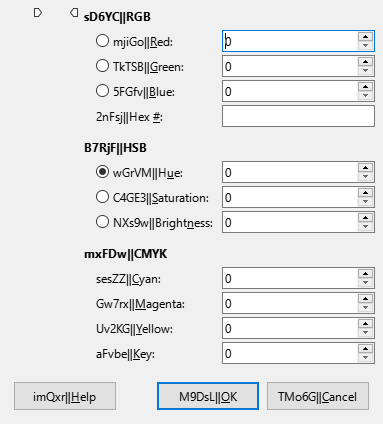 sD6YC||RGB
mjiGo||Red: 0
TkTSB||Green: 0
5FGfv||Blue: 0
2nFsj||Hex #:
B7RjF||HSB
wGrVM||Hue: 0
C4GE3||Saturation: 0
NXs9w||Brightness: 0
mxFDw||CMYK
sesZZ||Cyan: 0
Gw7rx||Magenta: 0
Uv2KG||Yellow: 0
aFvbe||Key: 0
imQxr||Help M9DsL||OK TMo6G||Cancel